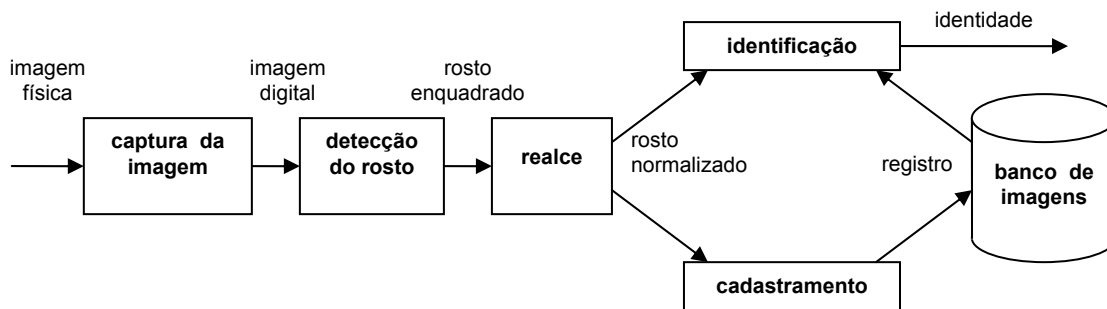 imagem
física
captura da
imagem
imagem
digital
detecção
do rosto
rosto
enquadrado
realce
rosto
normalizado
identificação
identidade
cadastramento
registro
banco de
imagens